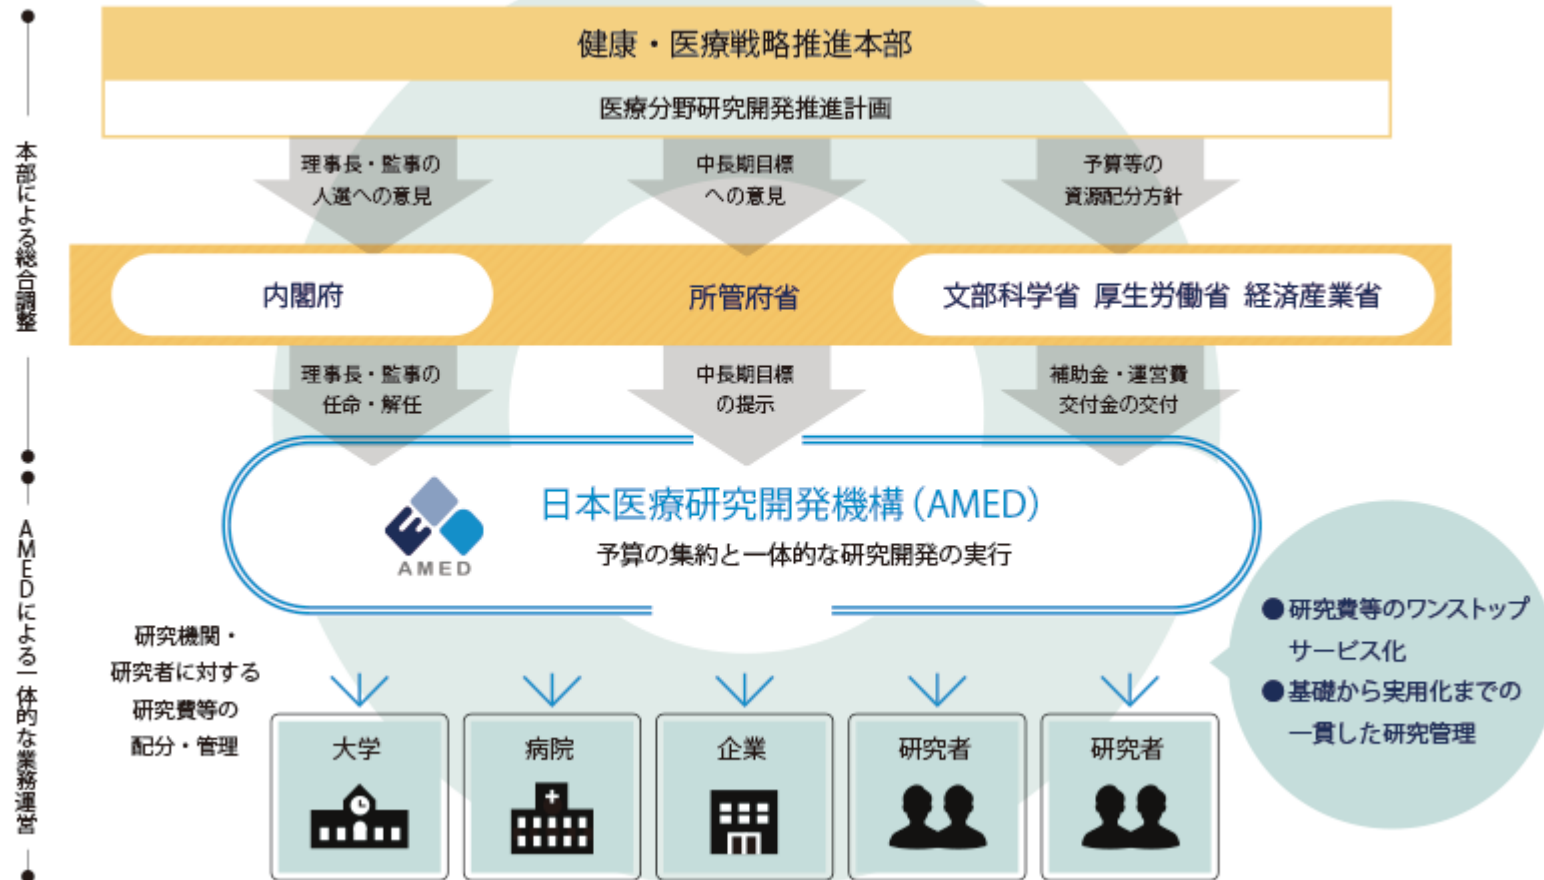 健康・医療戦略推進本部
医療分野研究開発推進計画
理事長・監事の
人選への意見
中長期目標
への意見
予算等の
資源配分方針
本部による総合調整
内閣府
所管府省
文部科学省 厚生労働省 経済産業省
理事長・監事の
任命・解任
中長期目標
の提示
補助金・運営費
交付金の交付
AMED
日本医療研究開発機構(AMED)
予算の集約と一体的な研究開発の実行
AMEDによる一体的な業務運営
研究機関・
研究者に対する
研究費等の
配分・管理
大学
病院
企業
研究者
研究者
●研究費等のワンストップ
サービス化
●基礎から実用化までの
一貫した研究管理